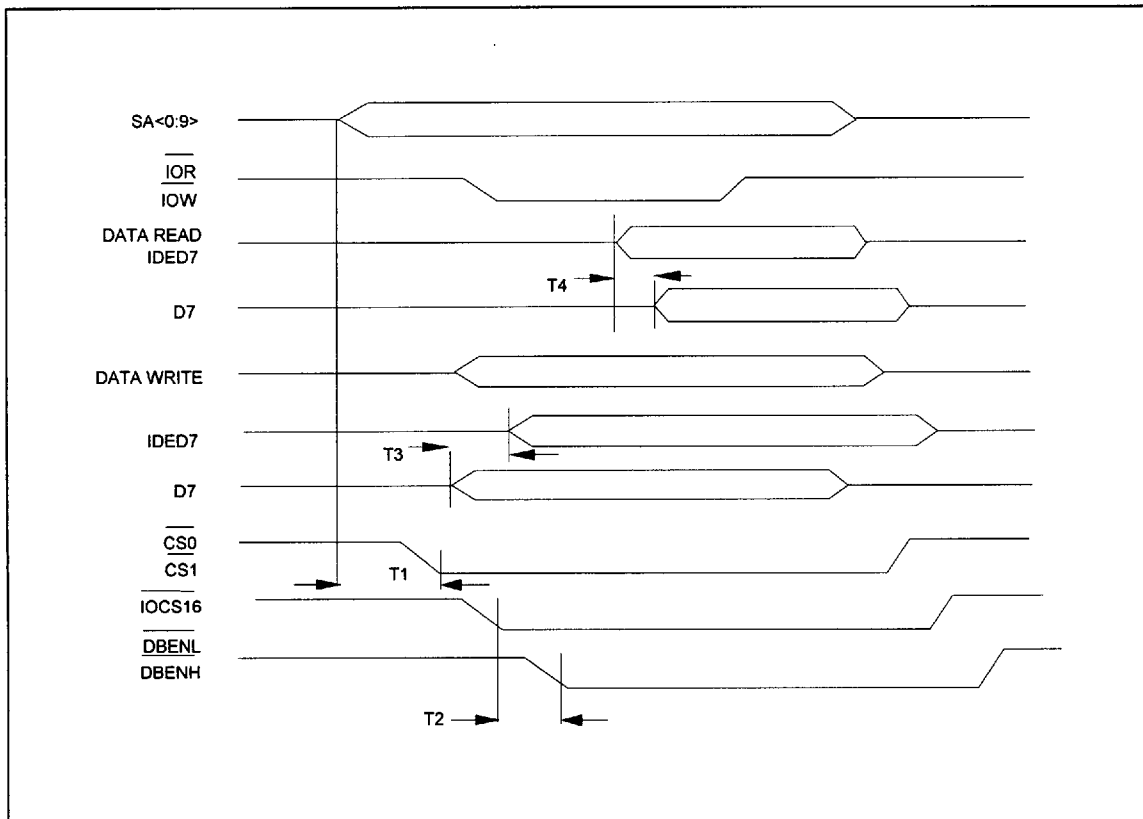 SA<0:9>
IOR
IOW
DATA READ
IDED7
T4
D7
DATA WRITE
IDED7
T3
D7
CS0
CS1
T1
IOCS16
DBENL
DBENH
T2